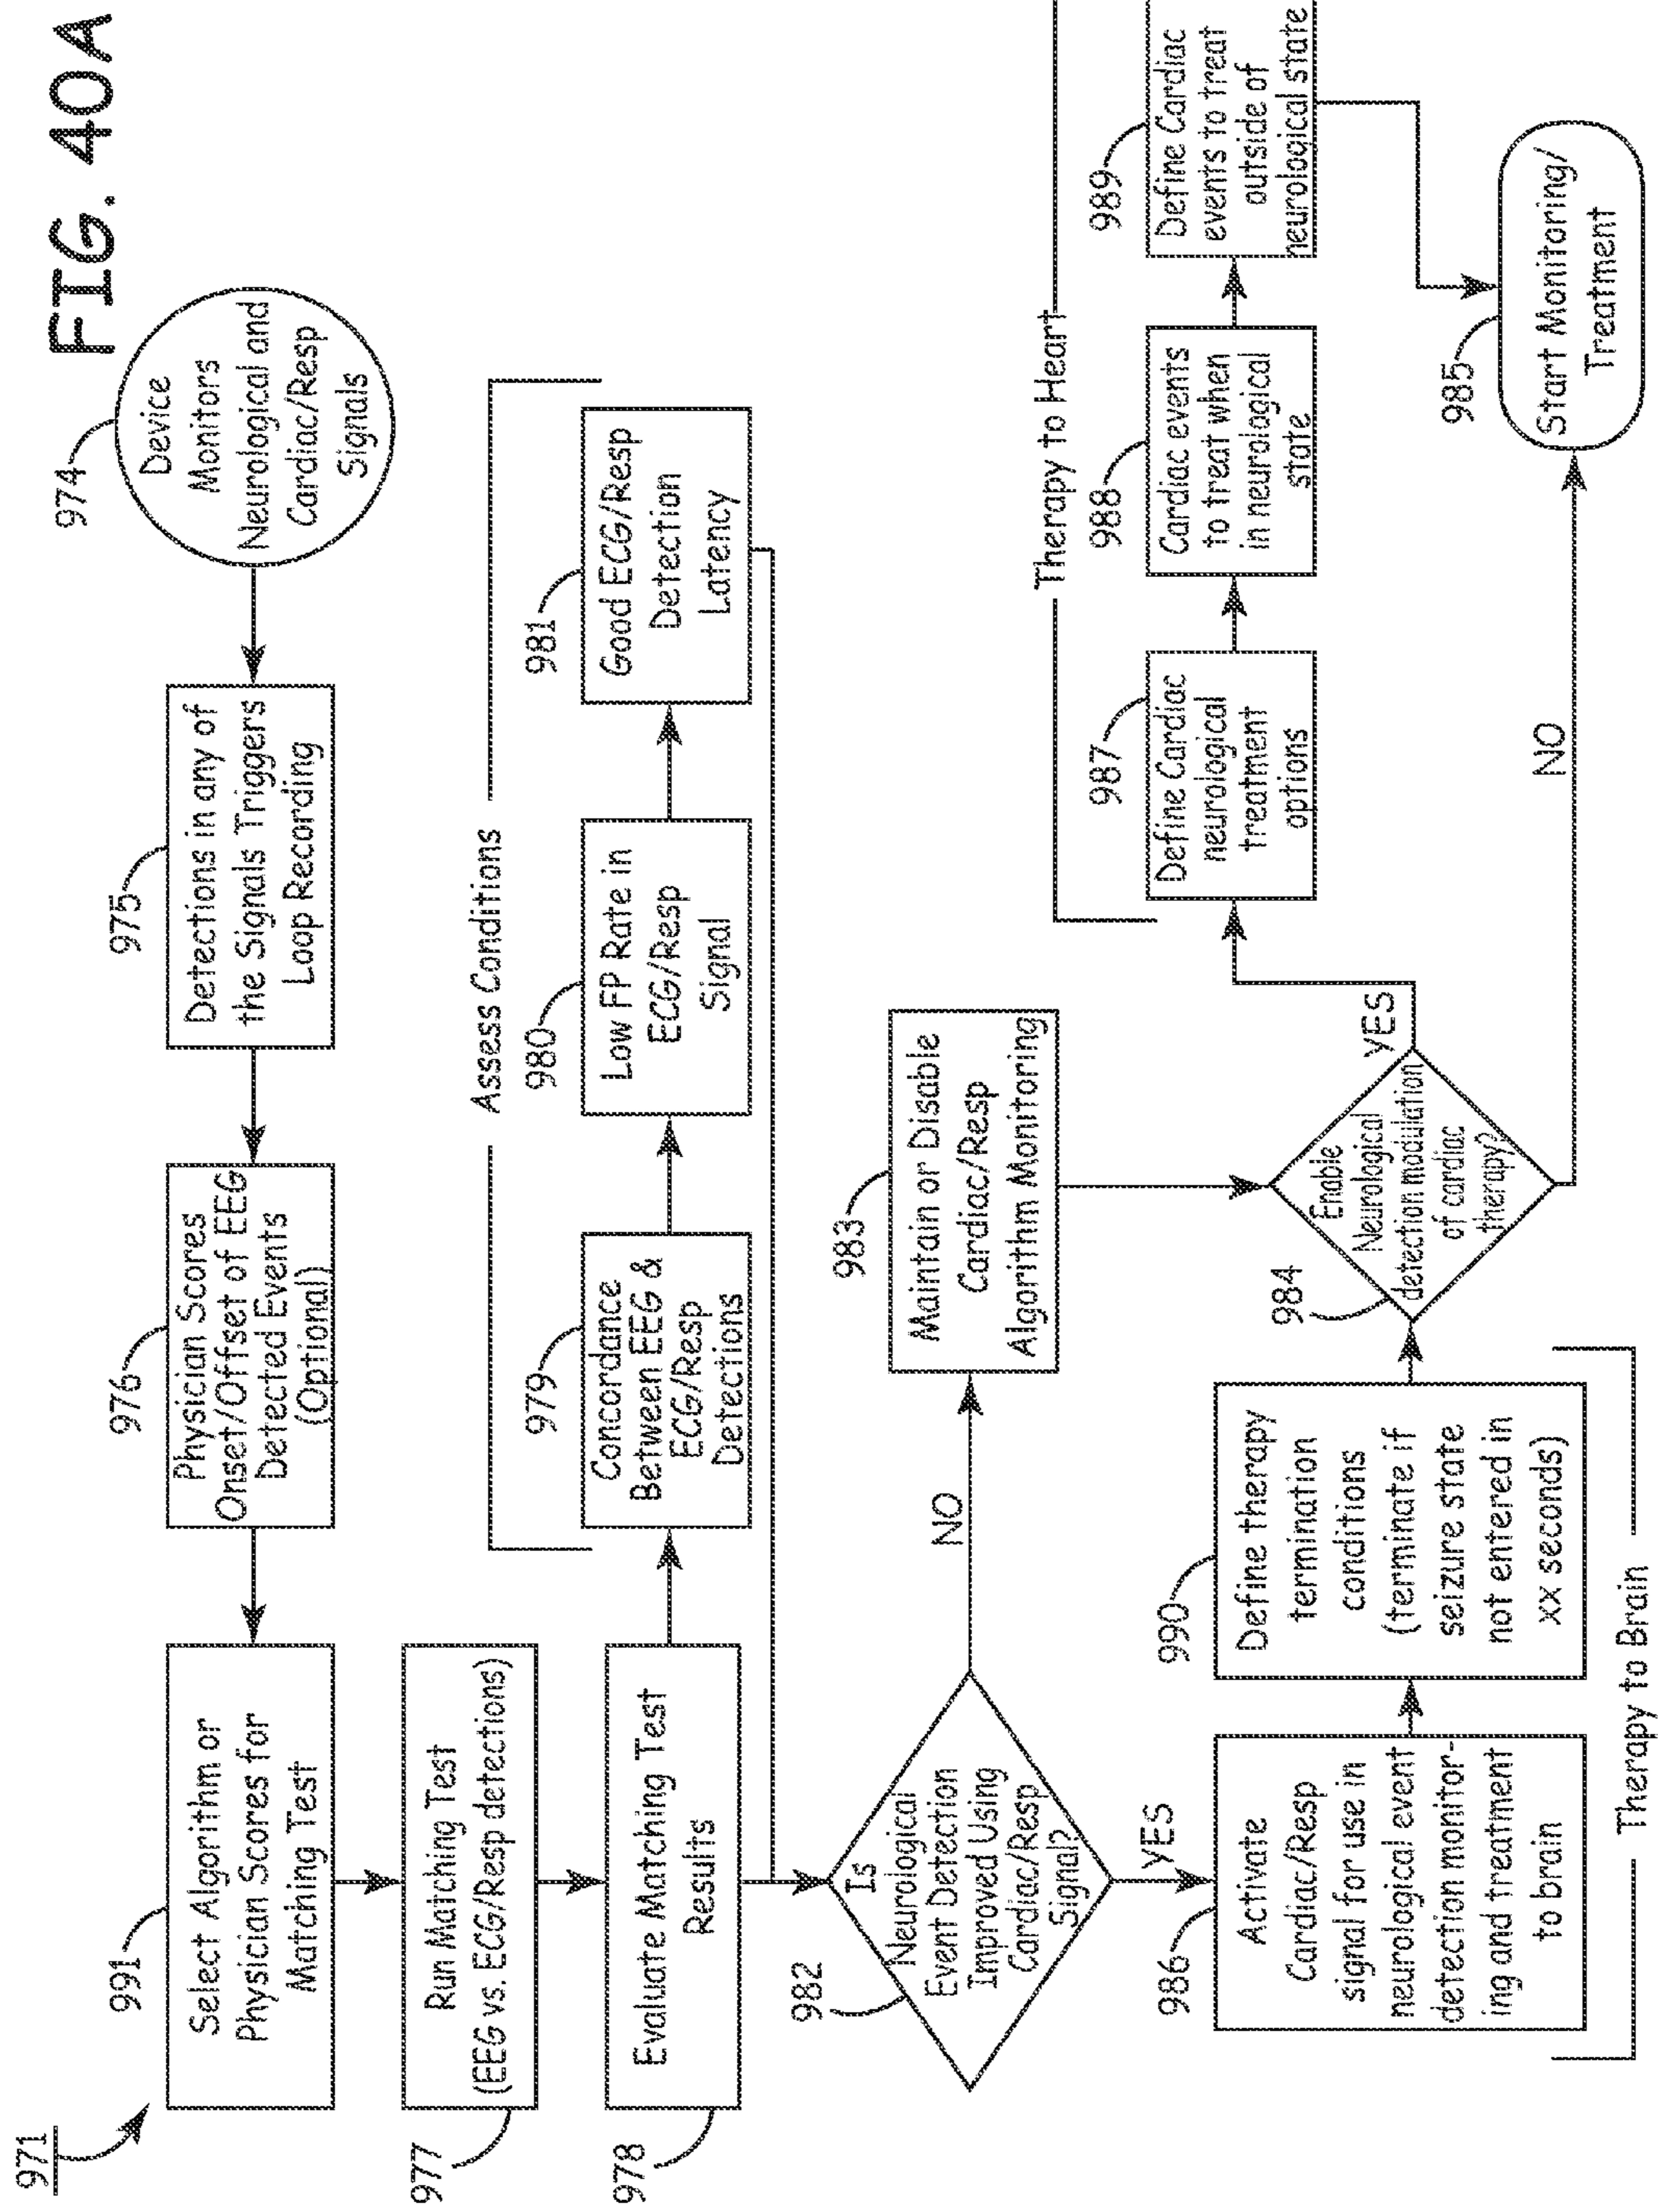 FIG. 40A
971
974
Device
Monitors
Neurological and
Cardiac/Resp
Signals
975
Detections in any of
the Signals Triggers
Loop Recording
976
Physician Scores
Onset/Offset of EEG
Detected Events
(Optional)
991
Select Algorithm or
Physician Scores for
Matching Test
977
Run Matching Test
(EEG vs. ECG/Resp detections)
978
Evaluate Matching Test
Results
Assess Conditions
979
Concordance
Between EEG &
ECG/Resp
Detections
980
Low FP Rate in
ECG/Resp
Signal
981
Good ECG/Resp
Detection
Latency
982
Is
Neurological
Event Detection
Improved Using
Cardiac/Resp
Signal?
NO
983
Maintain or Disable
Cardiac/Resp
Algorithm Monitoring
YES
986
Activate
Cardiac/Resp
signal for use in
neurological event
detection monitor-
ing and treatment
to brain
990
Define therapy
termination
conditions
(terminate if
seizure state
not entered in
xx seconds)
Therapy to Brain
984
Enable
Neurological
detection modulation
of cardiac
therapy?
YES
NO
Therapy to Heart
987
Define Cardiac
neurological
treatment
options
988
Cardiac events
to treat when
in neurological
state
989
Define Cardiac
events to treat
outside of
neurological state
985
Start Monitoring/
Treatment